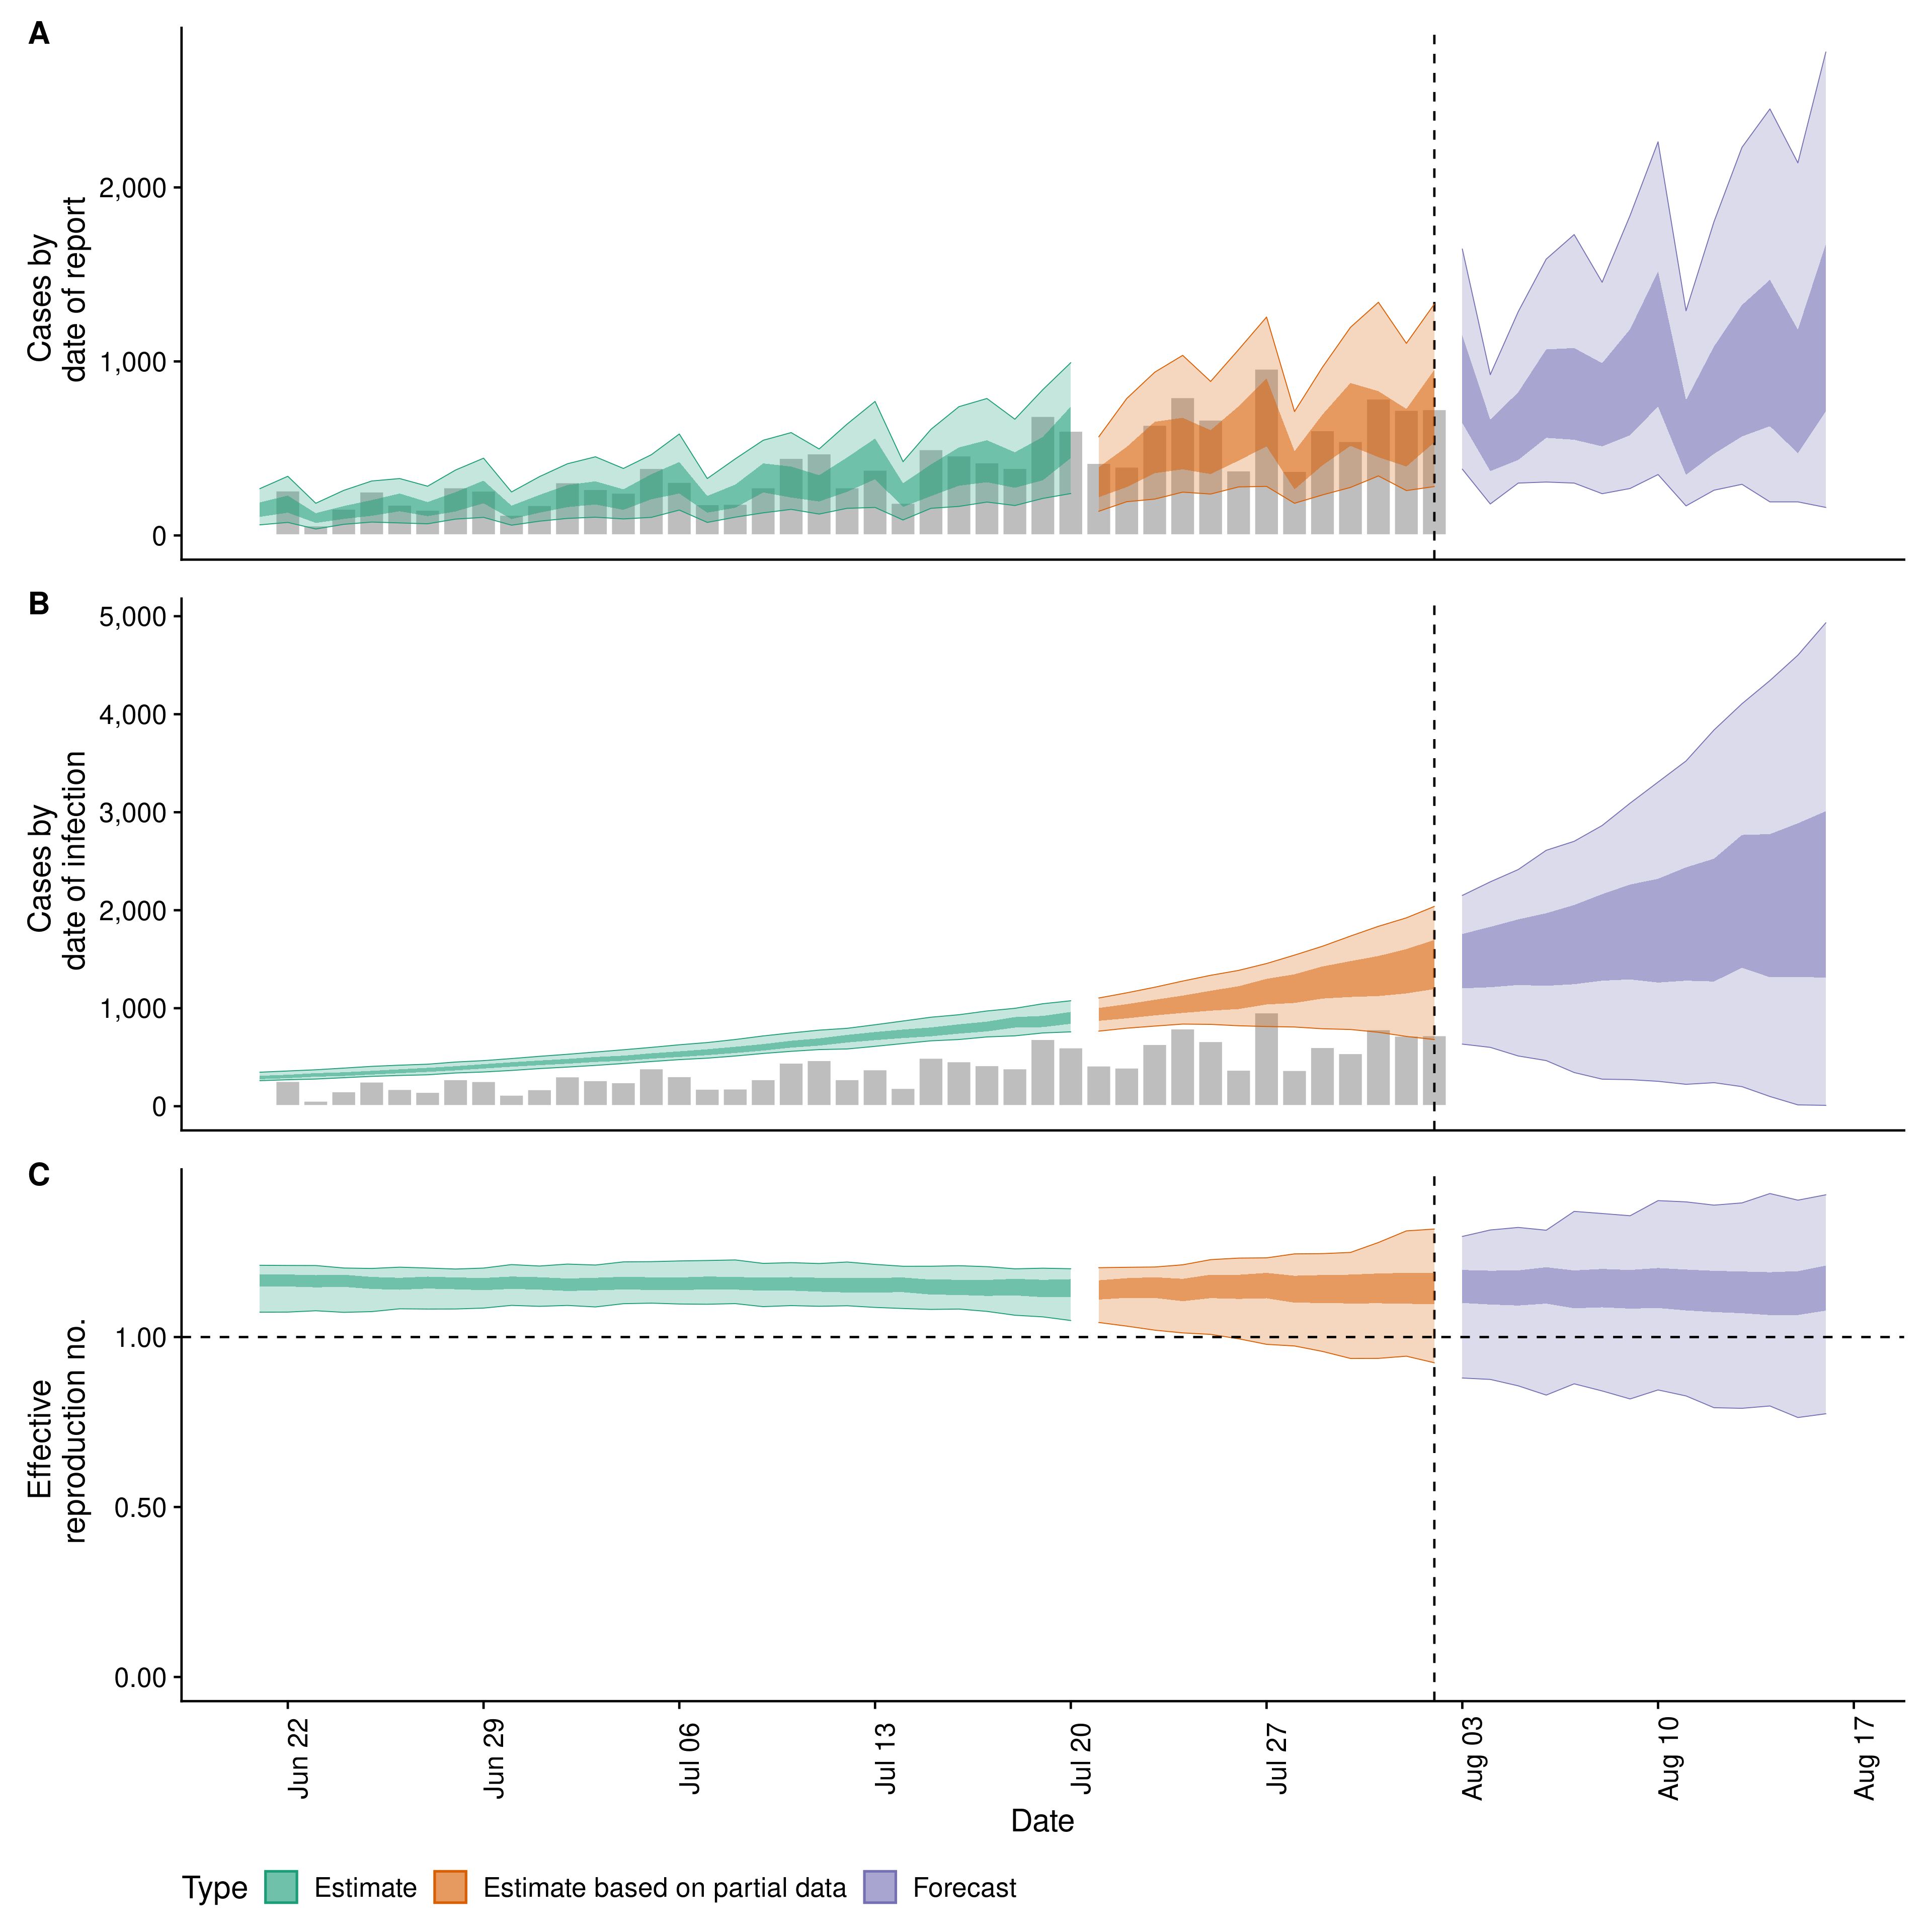 A
Cases by
date of report
2,000
1,000
0
B
Cases by
date of infection
5,000
4,000
3,000
2,000
1,000
0
C
Effective
reproduction no.
1.00
0.50
0.00
Jun 22
Jun 29
Jul 06
Jul 13
Jul 20
Jul 27
Aug 03
Aug 10
Aug 17
Date
Type Estimate Estimate based on partial data Forecast